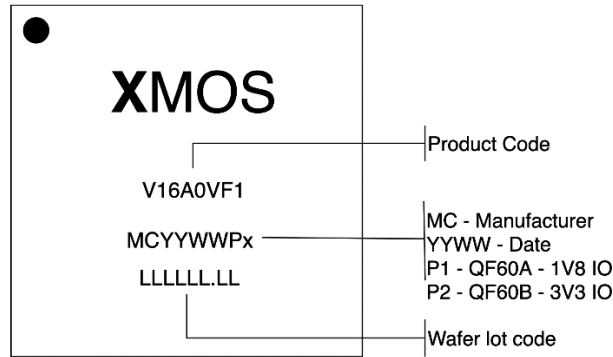 XMOS
Product Code
V16A0VF1
MCYYWWPx
MC - Manufacturer
YYWW - Date
P1 - QF60A - 1V8 IO
P2 - QF60B - 3V3 IO
LLLLLL.LL
Wafer lot code